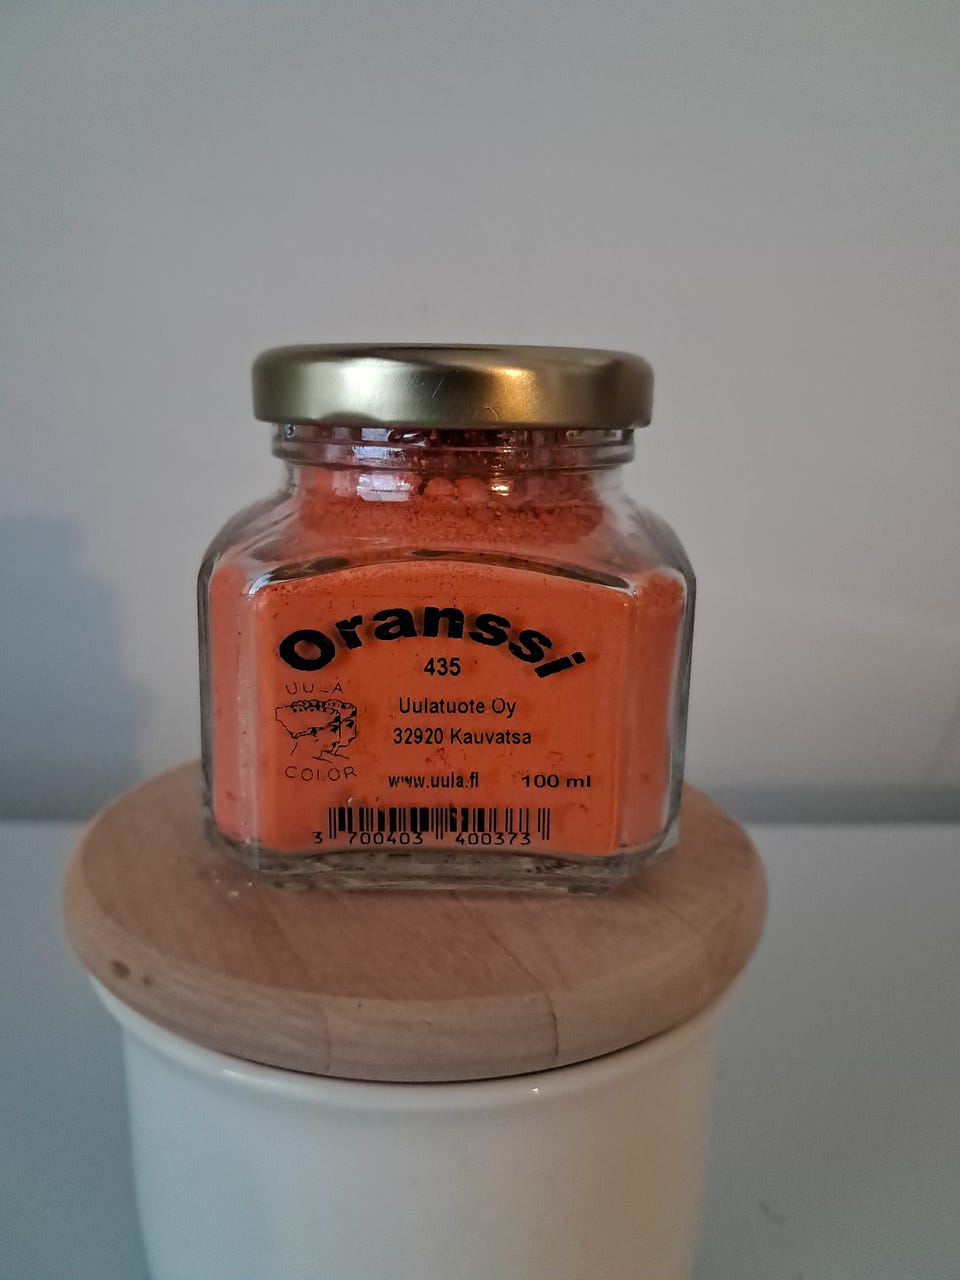 Oranssi
435
UULA
COLOR
Uulatuote Oy
32920 Kauvatsa
www.uula.fi
100 ml
3 700403 400373